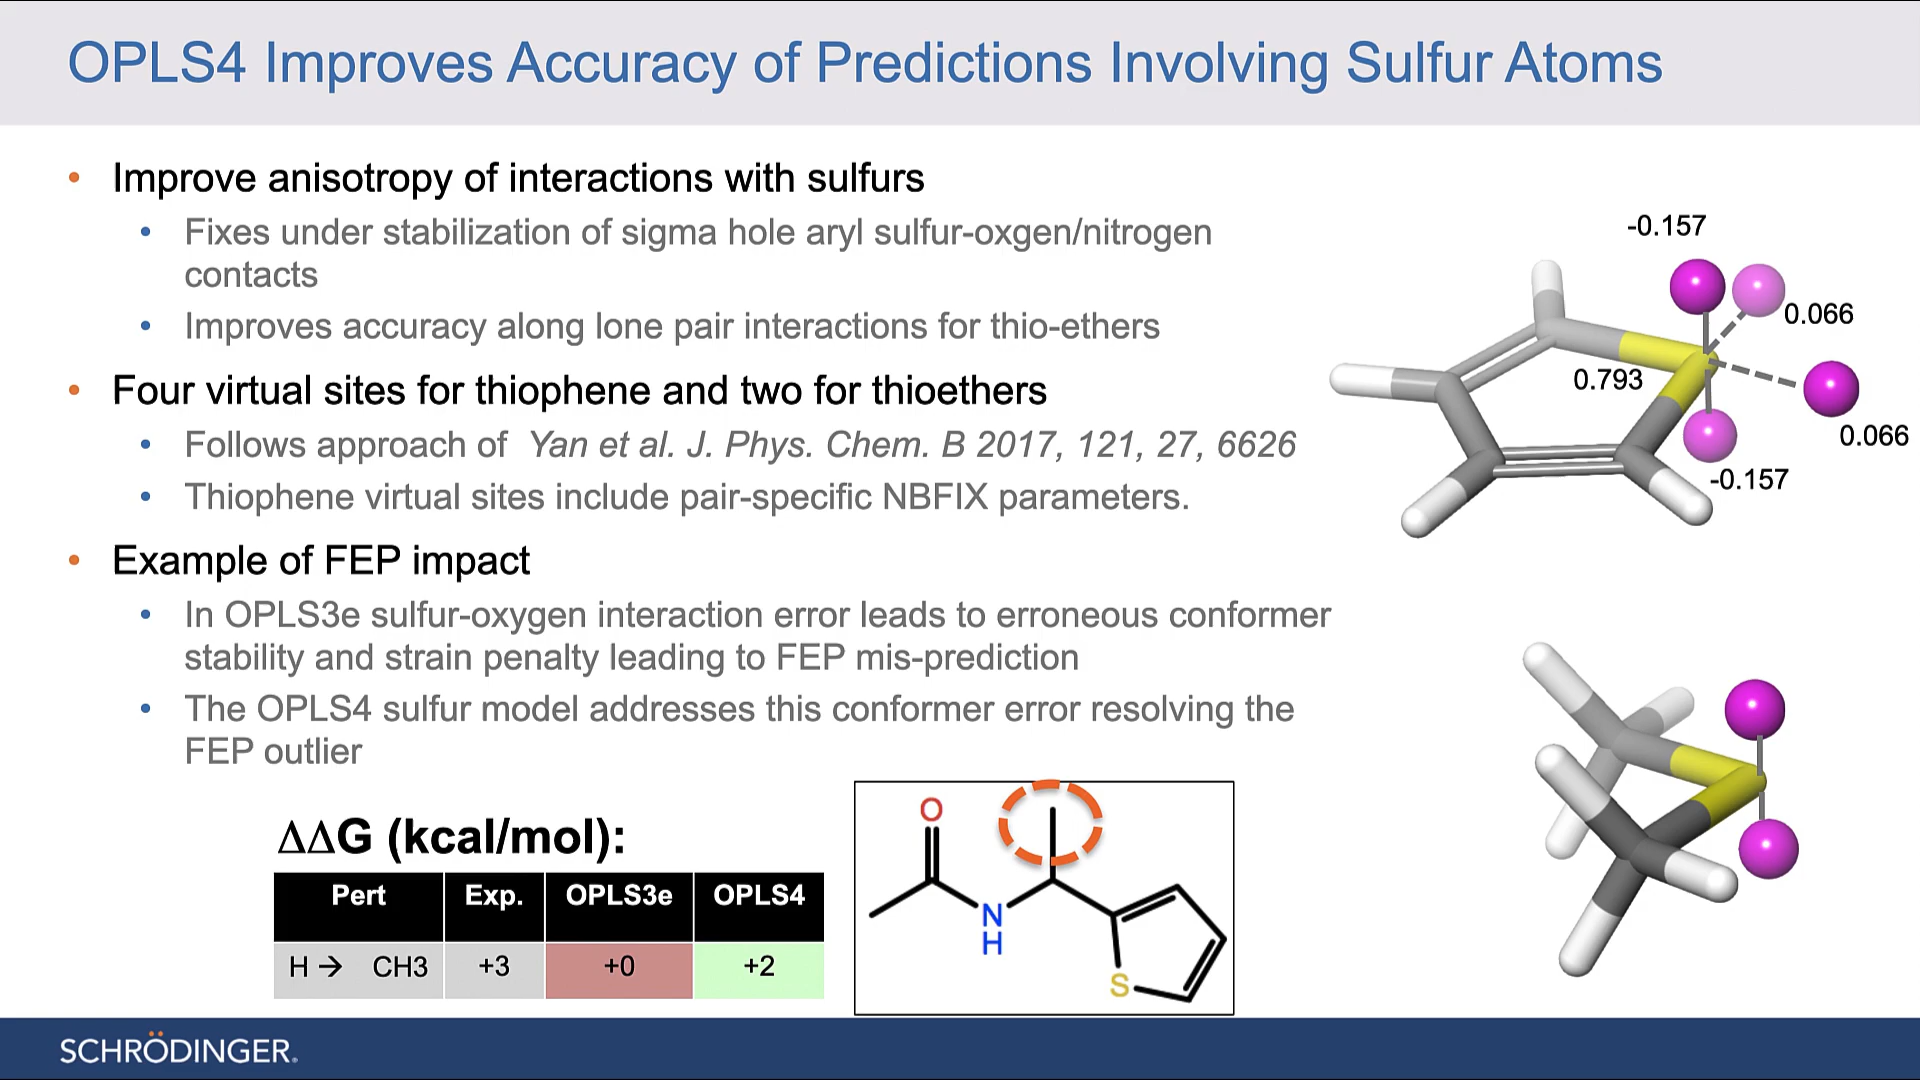 OPLS4 Improves Accuracy of Predictions Involving Sulfur Atoms
• Improve anisotropy of interactions with sulfurs
• Fixes under stabilization of sigma hole aryl sulfur-oxgen/nitrogen
contacts
• Improves accuracy along lone pair interactions for thio-ethers
• Four virtual sites for thiophene and two for thioethers
• Follows approach of Yan et al. J. Phys. Chem. B 2017, 121, 27, 6626
• Thiophene virtual sites include pair-specific NBFIX parameters.
• Example of FEP impact
• In OPLS3e sulfur-oxygen interaction error leads to erroneous conformer
stability and strain penalty leading to FEP mis-prediction
• The OPLS4 sulfur model addresses this conformer error resolving the
FEP outlier
-0.157
0.066
0.793
0.066
-0.157
ΔΔG (kcal/mol):
Pert Exp. OPLS3e OPLS4
H → CH3 +3 +0 +2
O
N
H
S
SCHRÖDINGER.